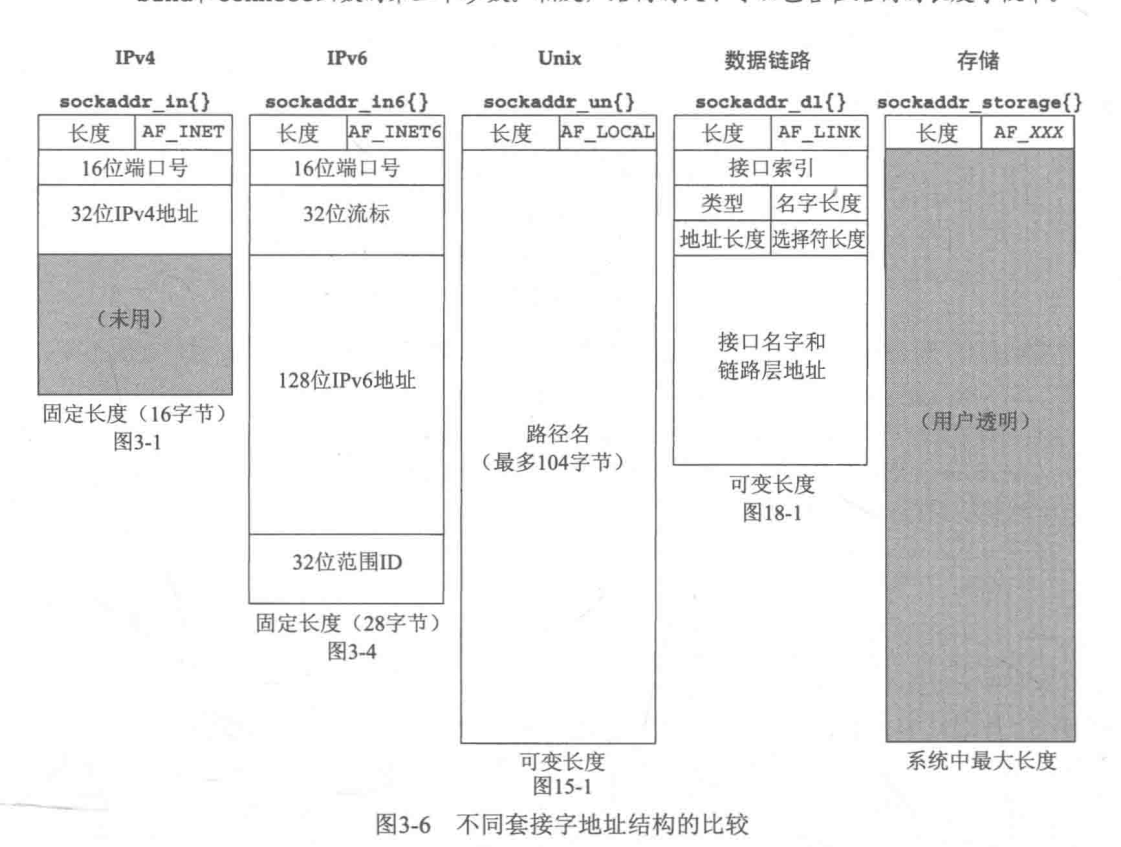 IPv4 IPv6 Unix 数据链路 存储
sockaddr_in{} sockaddr_in6{} sockaddr_un{} sockaddr_dl{} sockaddr_storage{}
长度 AF_INET 长度 AF_INET6 长度 AF_LOCAL 长度 AF_LINK 长度 AF_XXX
16位端口号 16位端口号 接口索引
32位IPv4地址 32位流标 类型 名字长度
地址长度 选择符长度
(未用)
接口名字和
链路层地址
128位IPv6地址
固定长度(16字节)
图3-1
路径名
(最多104字节)
(用户透明)
可变长度
图18-1
32位范围ID
固定长度(28字节)
图3-4
可变长度
图15-1
系统中最大长度
图3-6 不同套接字地址结构的比较